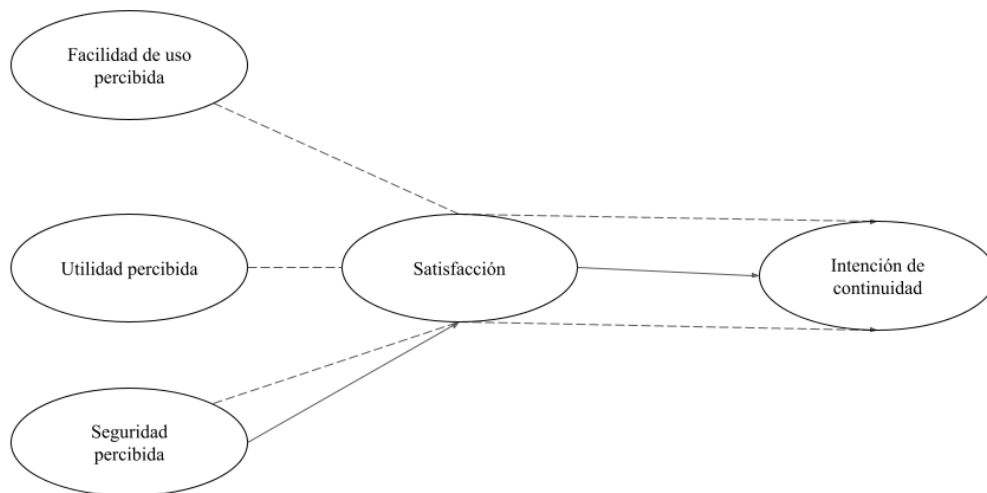 Facilidad de uso
percibida
Utilidad percibida
Satisfacción
Intención de
continuidad
Seguridad
percibida